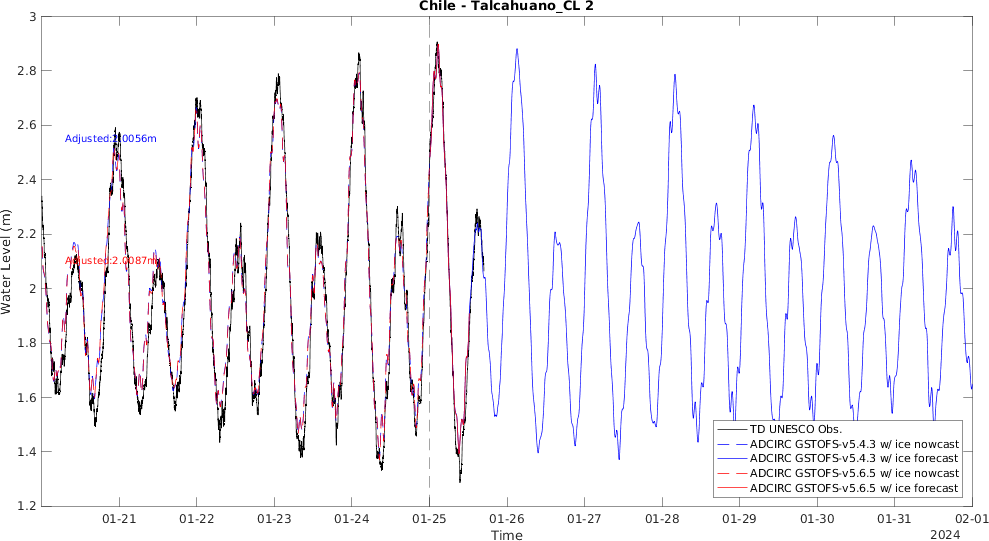 Chile - Talcahuano_CL 2
Water Level (m)
3
2.8
2.6
2.4
2.2
2
1.8
1.6
1.4
1.2
Adjusted:2.0056m
Adjusted:2.0087m
TD UNESCO Obs.
ADCIRC GSTOFS-v5.4.3 w/ ice nowcast
ADCIRC GSTOFS-v5.4.3 w/ ice forecast
ADCIRC GSTOFS-v5.6.5 w/ ice nowcast
ADCIRC GSTOFS-v5.6.5 w/ ice forecast
01-21 01-22 01-23 01-24 01-25 01-26 01-27 01-28 01-29 01-30 01-31 02-01
Time
2024